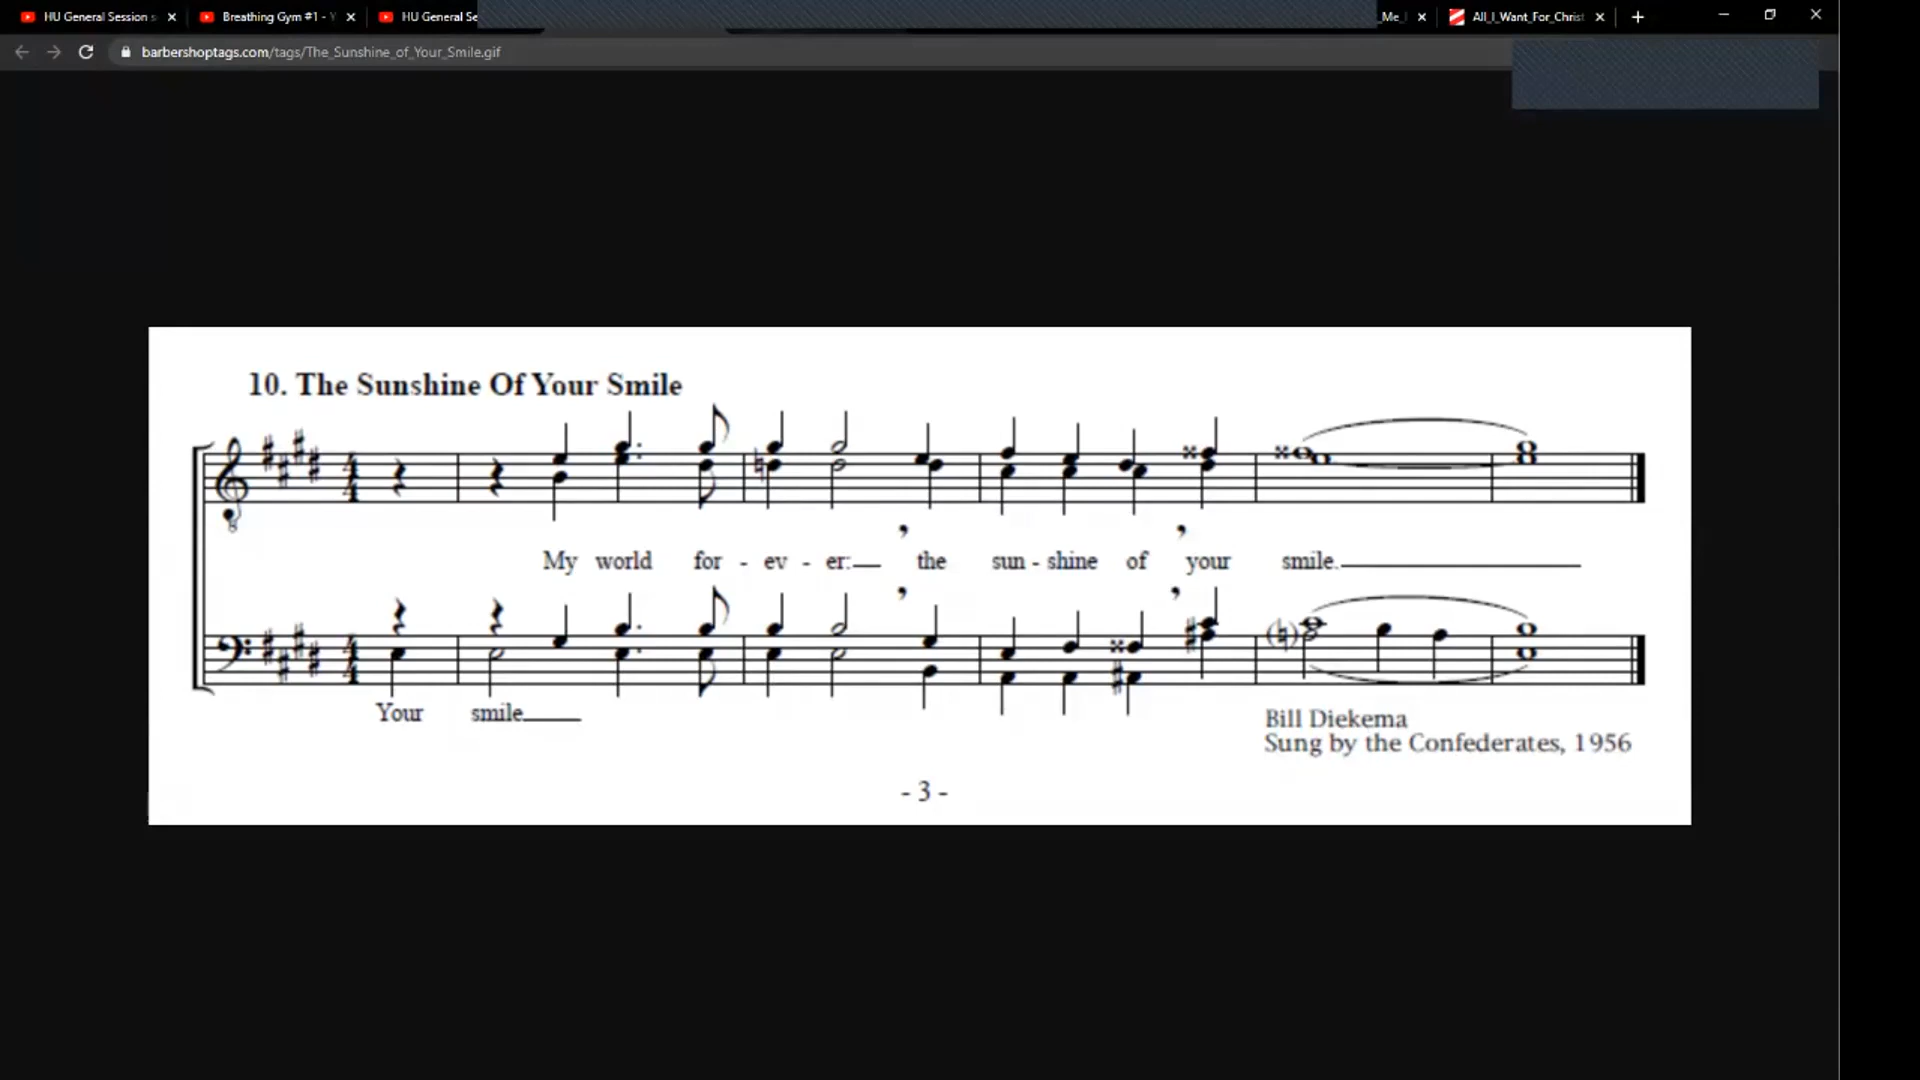 HU General Session
Breathing Gym #1 - Y
HU General Se
_Me_
All_I_Want_For_Christ
barbershoptags.com/tags/The_Sunshine_of_Your_Smile.gif
10. The Sunshine Of Your Smile
My world for - ev - er: the sun - shine of your smile.
Your smile
Bill Diekema
Sung by the Confederates, 1956
- 3 -